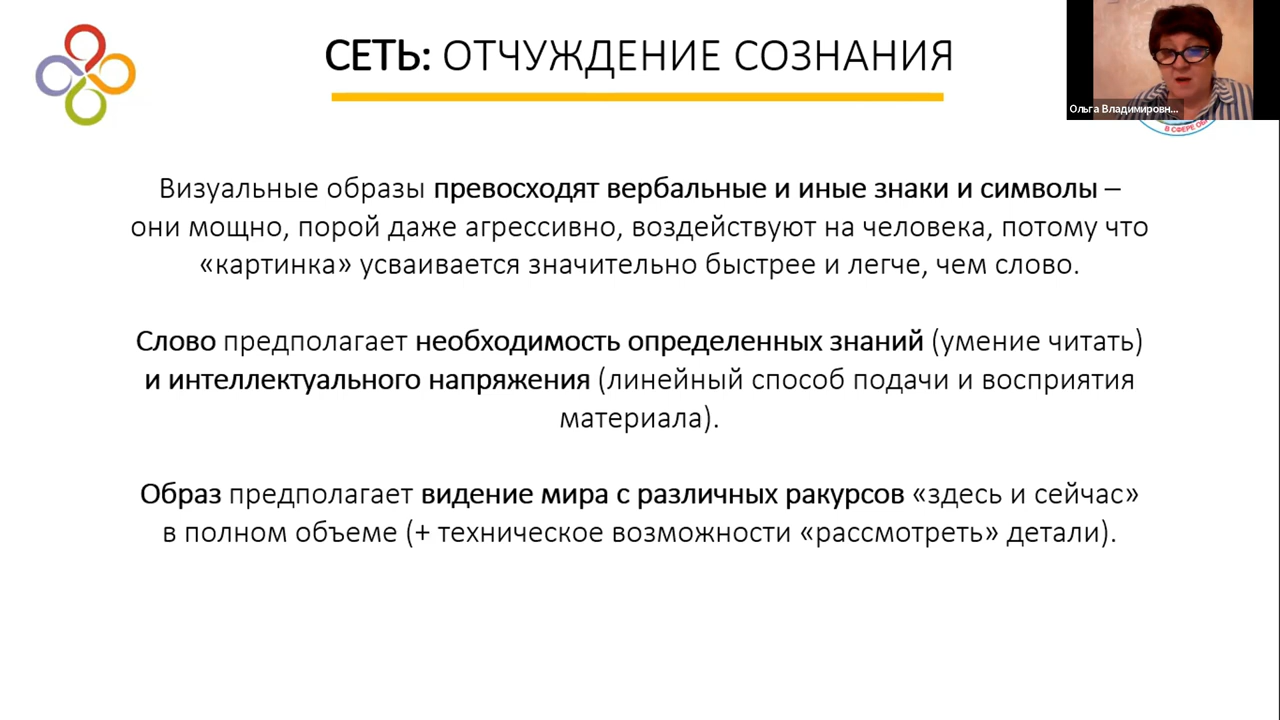 СЕТЬ: ОТЧУЖДЕНИЕ СОЗНАНИЯ
Ольга Владимировн...
В СФЕРЕ
Визуальные образы превосходят вербальные и иные знаки и символы –
они мощно, порой даже агрессивно, воздействуют на человека, потому что
«картинка» усваивается значительно быстрее и легче, чем слово.
Слово предполагает необходимость определенных знаний (умение читать)
и интеллектуального напряжения (линейный способ подачи и восприятия
материала).
Образ предполагает видение мира с различных ракурсов «здесь и сейчас»
в полном объеме (+ техническое возможности «рассмотреть» детали).